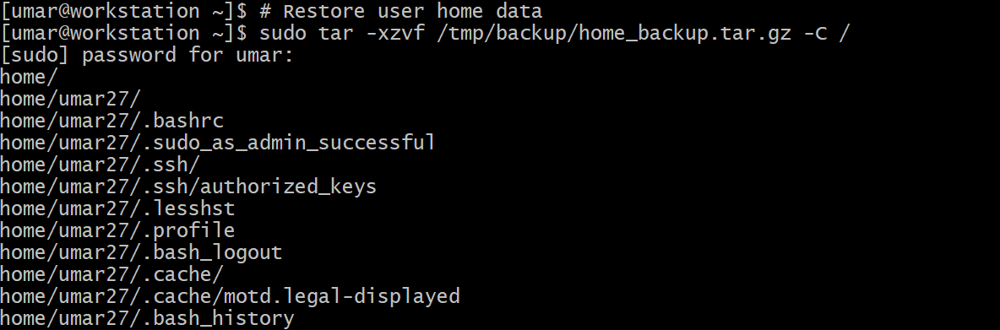 [umar@workstation ~]$ # Restore user home data
[umar@workstation ~]$ sudo tar -xzvf /tmp/backup/home_backup.tar.gz -C /
[sudo] password for umar:
home/
home/umar27/
home/umar27/.bashrc
home/umar27/.sudo_as_admin_successful
home/umar27/.ssh/
home/umar27/.ssh/authorized_keys
home/umar27/.lesshst
home/umar27/.profile
home/umar27/.bash_logout
home/umar27/.cache/
home/umar27/.cache/motd.legal-displayed
home/umar27/.bash_history